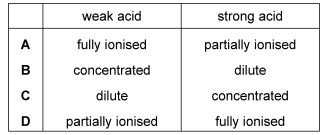 weak acid strong acid
A fully ionised partially ionised
B concentrated dilute
C dilute concentrated
D partially ionised fully ionised